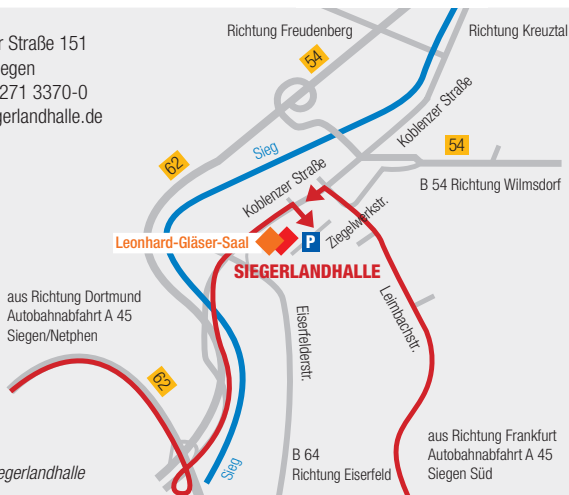 r Straße 151
egen
271 3370-0
gerlandhalle.de
Richtung Freudenberg
Richtung Kreuztal
54
Koblenzer Straße
Sieg
62
54
Koblenzer Straße
B 54 Richtung Wilmsdorf
Ziegelwerkstr.
Leonhard-Gläser-Saal
P
SIEGERLANDHALLE
aus Richtung Dortmund
Autobahnabfahrt A 45
Siegen/Netphen
Eiserfelderstr.
Leimbachstr.
62
Sieg
B 64
Richtung Eiserfeld
aus Richtung Frankfurt
Autobahnabfahrt A 45
Siegen Süd
egerlandhalle